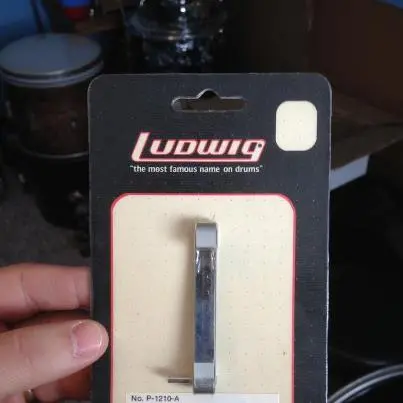 LUDWIG
"the most famous name on drums"
No. P-1210-A